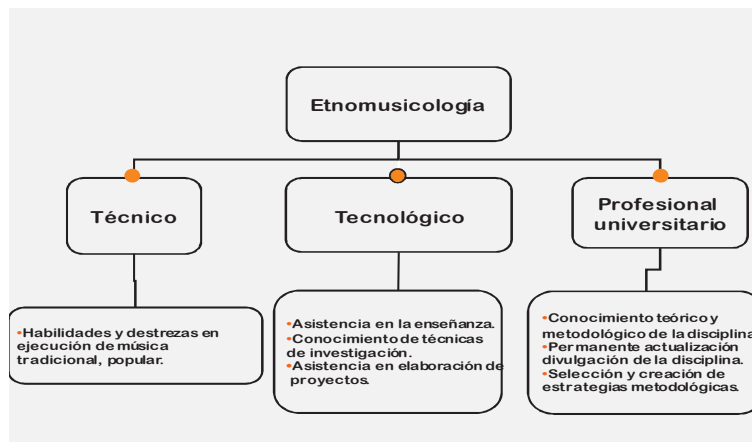 Etnomusicología
Técnico
Tecnológico
Profesional
universitario
•Habilidades y destrezas en
ejecución de música
tradicional, popular.
•Asistencia en la enseñanza.
•Conocimiento de técnicas
de investigación.
•Asistencia en elaboración de
proyectos.
•Conocimiento teórico y
metodológico de la disciplina
•Permanente actualización
divulgación de la disciplina.
•Selección y creación de
estrategias metodológicas.